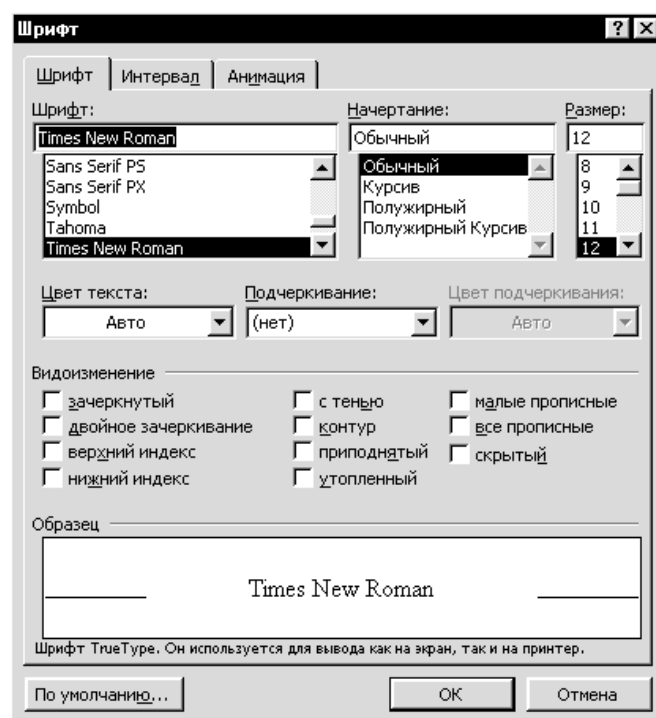 Шрифт
Шрифт Интервал Анимация
Шрифт: Начертание: Размер:
Times New Roman Обычный 12
Sans Serif PS Обычный 8
Sans Serif PX Курсив 9
Symbol Полужирный 10
Tahoma Полужирный Курсив 11
Times New Roman 12
Цвет текста: Подчеркивание: Цвет подчеркивания:
Авто (нет) Авто
Видоизменение
зачеркнутый с тенью малые прописные
двойное зачеркивание контур все прописные
верхний индекс приподнятый скрытый
нижний индекс утопленный
Образец
Times New Roman
Шрифт TrueType. Он используется для вывода как на экран, так и на принтер.
По умолчанию... ОК Отмена